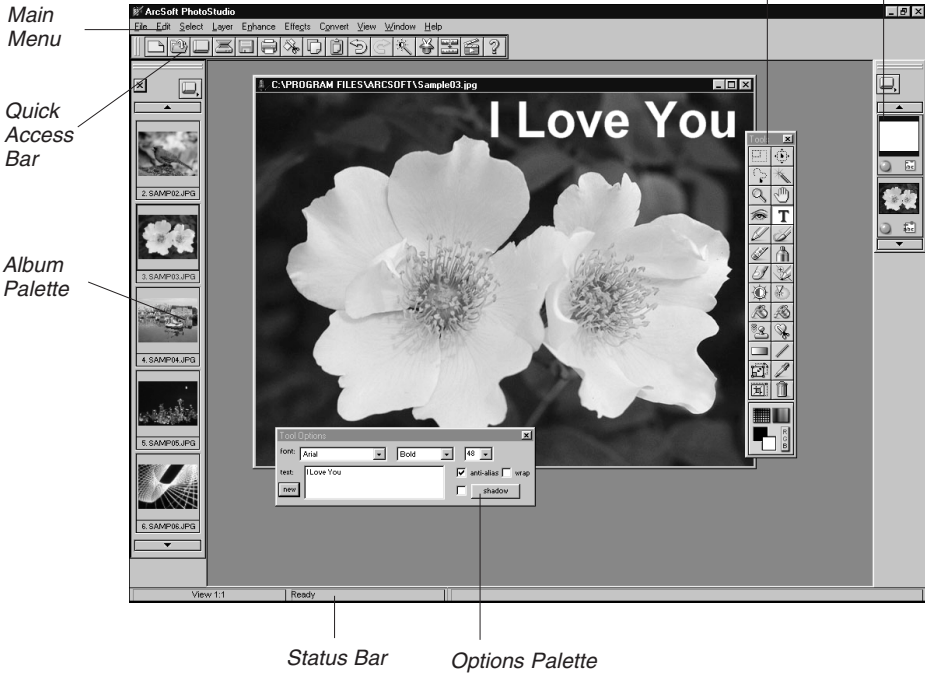 ArcSoft PhotoStudio
File Edit Select Layer Enhance Effects Convert View Window Help
Main
Menu
Quick
Access
Bar
Album
Palette
C:\PROGRAM FILES\ARCSOFT\Sample03.jpg
I Love You
Tools
T
2. SAMP02.JPG
3. SAMP03.JPG
4. SAMP04.JPG
5. SAMP05.JPG
6. SAMP06.JPG
RGB
Tool Options
font: Arial Bold 48
text: I Love You
anti-alias wrap
new
shadow
View 1:1 Ready
Status Bar
Options Palette